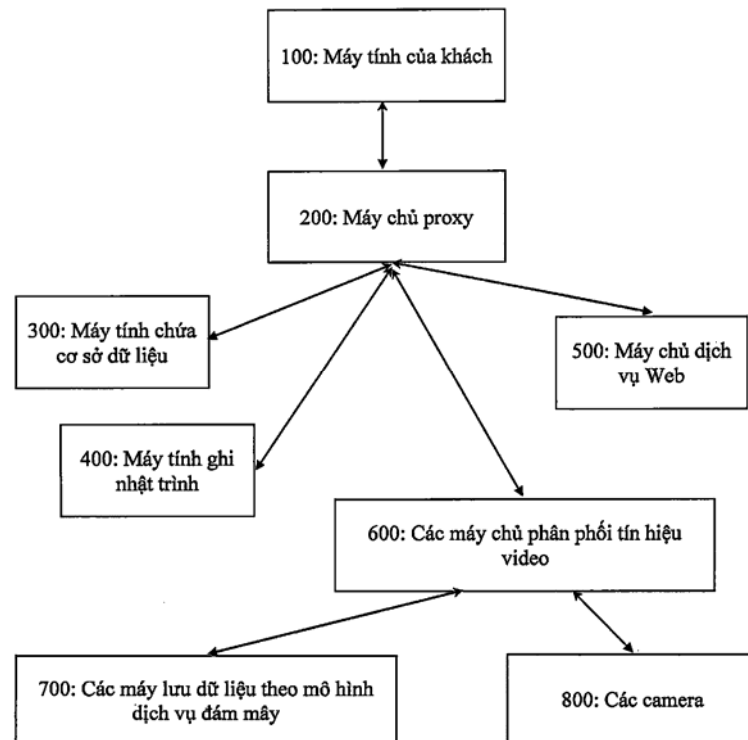 100: Máy tính của khách
200: Máy chủ proxy
300: Máy tính chứa
cơ sở dữ liệu
500: Máy chủ dịch
vụ Web
400: Máy tính ghi
nhật trình
600: Các máy chủ phân phối tín hiệu
video
700: Các máy lưu dữ liệu theo mô hình
dịch vụ đám mây
800: Các camera